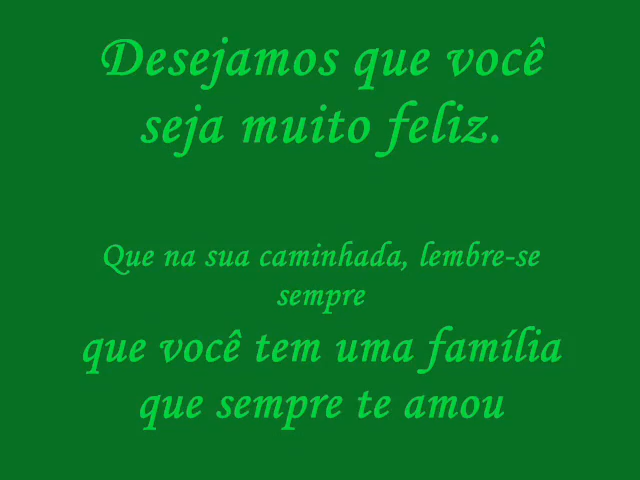 Desejamos que você
seja muito feliz.
Que na sua caminhada, lembre-se
sempre
que você tem uma família
que sempre te amou